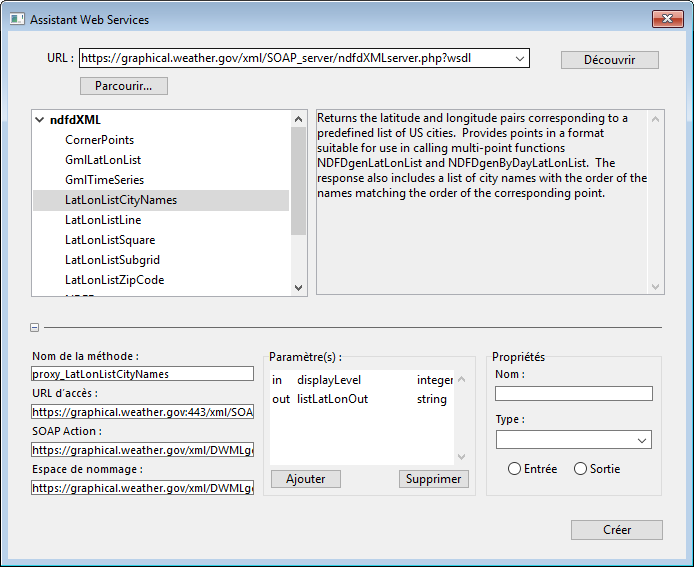 Assistant Web Services
URL : https://graphical.weather.gov/xml/SOAP_server/ndfdXMLserver.php?wsdl
Découvrir
Parcourir...
ndfdXML
CornerPoints
GmlLatLonList
GmlTimeSeries
LatLonListCityNames
LatLonListLine
LatLonListSquare
LatLonListSubgrid
LatLonListZipCode
Returns the latitude and longitude pairs corresponding to a
predefined list of US cities.  Provides points in a format
suitable for use in calling multi-point functions
NDFDgenLatLonList and NDFDgenByDayLatLonList.  The
response also includes a list of city names with the order of the
names matching the order of the corresponding point.
Nom de la méthode :
proxy_LatLonListCityNames
URL d'accès :
https://graphical.weather.gov:443/xml/SOA
SOAP Action :
https://graphical.weather.gov/xml/DWMLg
Espace de nommage :
https://graphical.weather.gov/xml/DWMLg
Paramètre(s) :
in displayLevel integer
out listLatLonOut string
Ajouter
Supprimer
Propriétés
Nom :
Type :
Entrée
Sortie
Créer